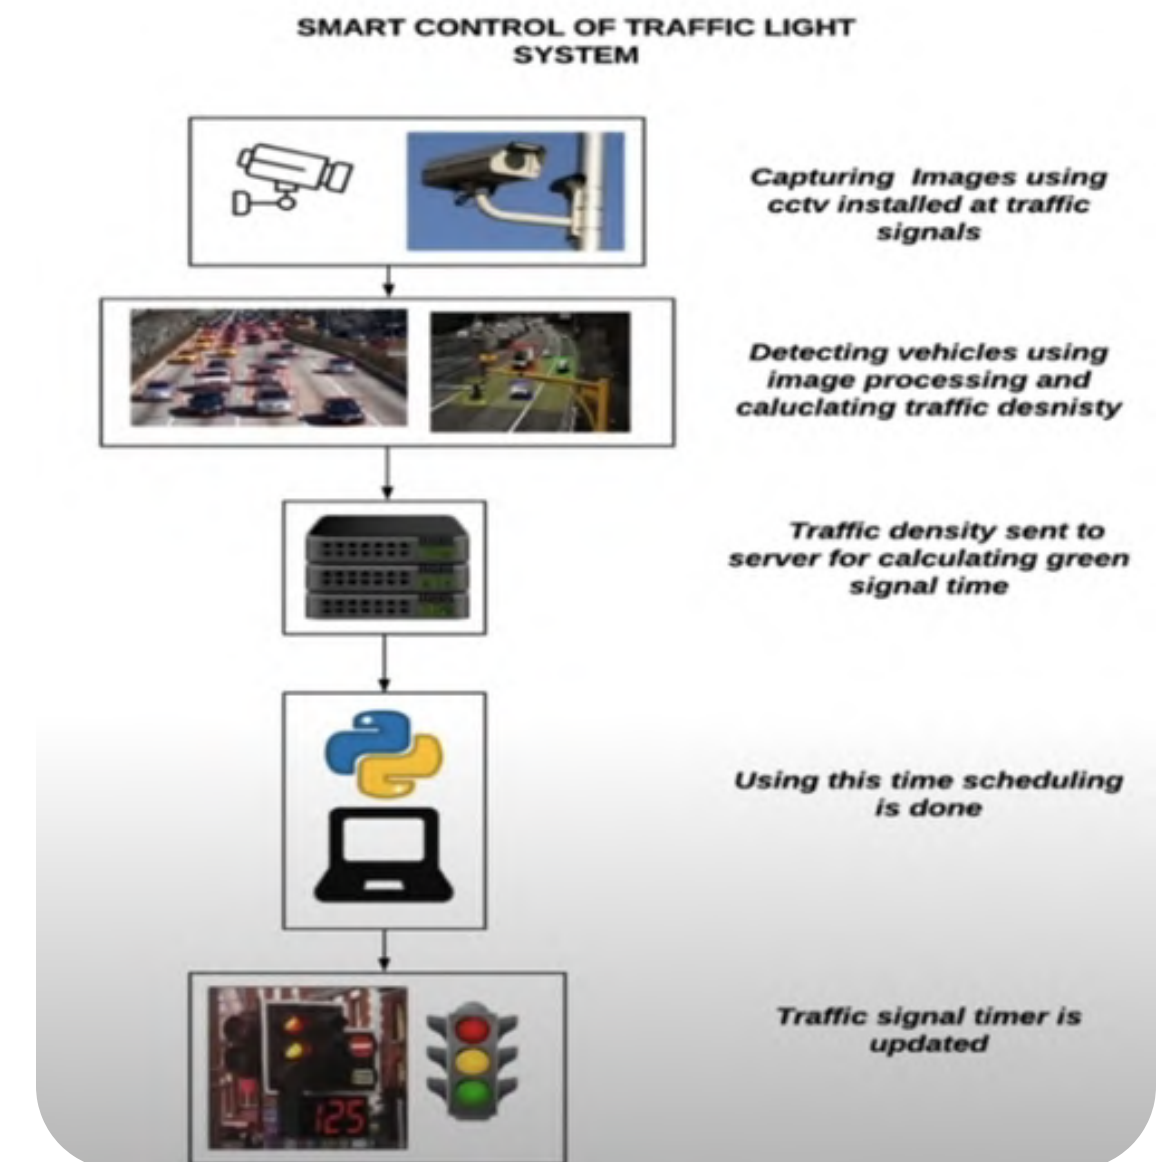 SMART CONTROL OF TRAFFIC LIGHT
SYSTEM
Capturing Images using
cctv installed at traffic
signals
Detecting vehicles using
image processing and
caluclating traffic desnisty
Traffic density sent to
server for calculating green
signal time
Using this time scheduling
is done
Traffic signal timer is
updated
125